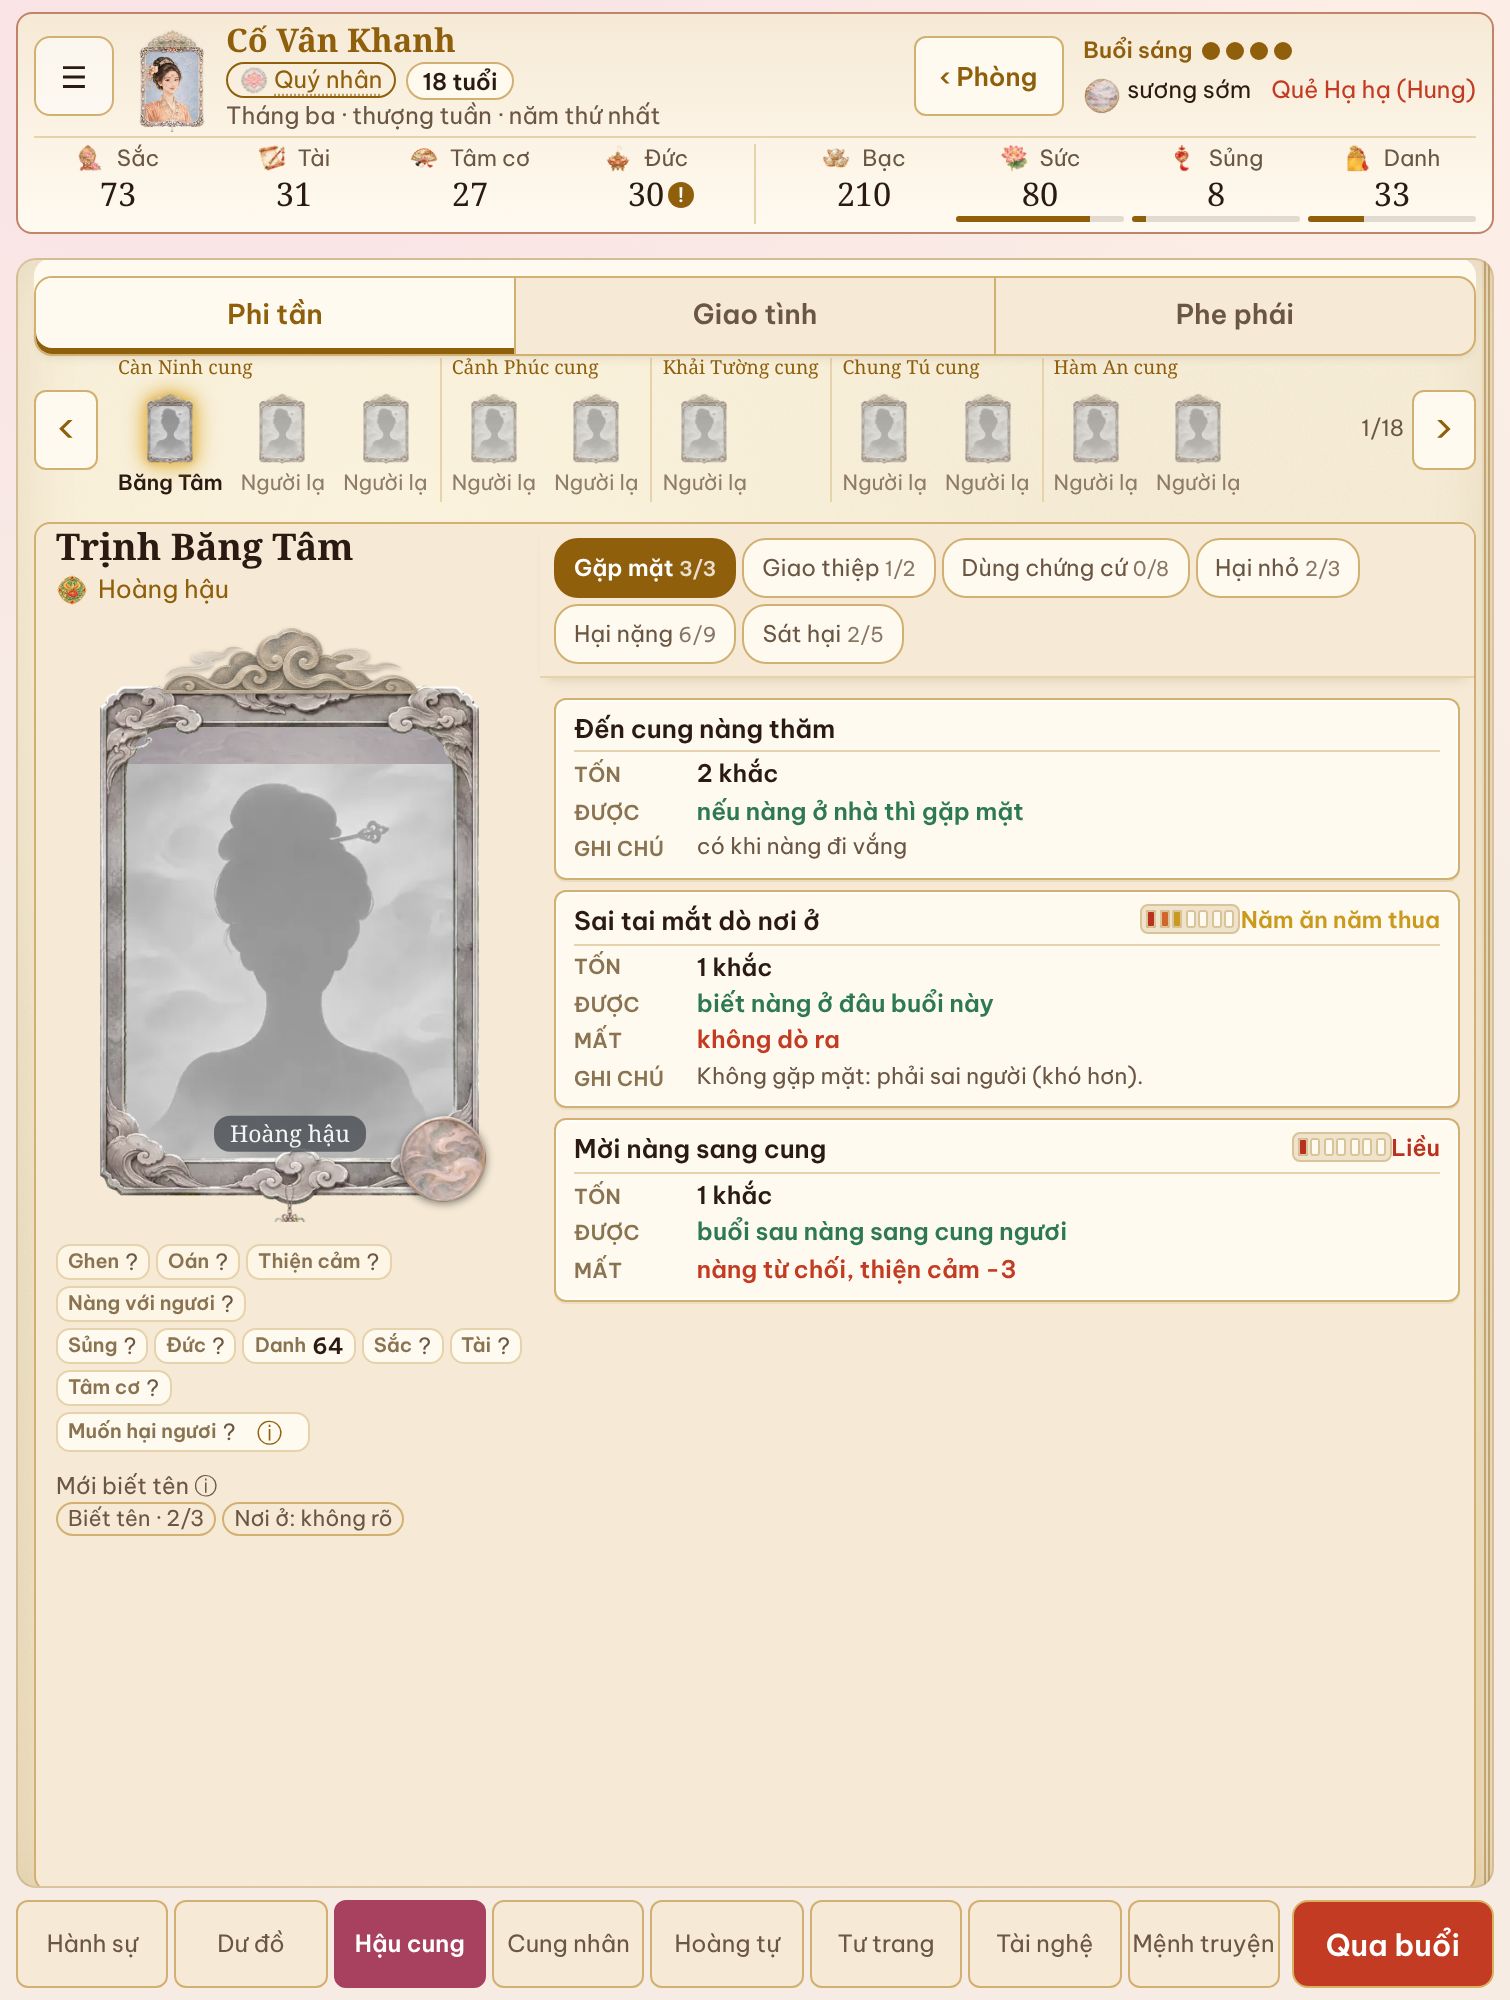 ☰
Cố Vân Khanh
Quý nhân
18 tuổi
Tháng ba · thượng tuần · năm thứ nhất
‹ Phòng
Buổi sáng
sương sớm
Quẻ Hạ hạ (Hung)
Sắc
73
Tài
31
Tâm cơ
27
Đức
30 !
Bạc
210
Sức
80
Sủng
8
Danh
33
Phi tần
Giao tình
Phe phái
Càn Ninh cung
Cảnh Phúc cung
Khải Tường cung
Chung Tú cung
Hàm An cung
‹
Băng Tâm
Người lạ
Người lạ
Người lạ
Người lạ
Người lạ
Người lạ
Người lạ
Người lạ
Người lạ
1/18
›
Trịnh Băng Tâm
Hoàng hậu
Hoàng hậu
Ghen ?
Oán ?
Thiện cảm ?
Nàng với ngươi ?
Sủng ?
Đức ?
Danh 64
Sắc ?
Tài ?
Tâm cơ ?
Muốn hại ngươi ? ⓘ
Mới biết tên ⓘ
Biết tên · 2/3
Nơi ở: không rõ
Gặp mặt 3/3
Giao thiệp 1/2
Dùng chứng cứ 0/8
Hại nhỏ 2/3
Hại nặng 6/9
Sát hại 2/5
Đến cung nàng thăm
TỐN 2 khắc
ĐƯỢC nếu nàng ở nhà thì gặp mặt
GHI CHÚ có khi nàng đi vắng
Sai tai mắt dò nơi ở
Năm ăn năm thua
TỐN 1 khắc
ĐƯỢC biết nàng ở đâu buổi này
MẤT không dò ra
GHI CHÚ Không gặp mặt: phải sai người (khó hơn).
Mời nàng sang cung
Liều
TỐN 1 khắc
ĐƯỢC buổi sau nàng sang cung ngươi
MẤT nàng từ chối, thiện cảm -3
Hành sự
Dư đồ
Hậu cung
Cung nhân
Hoàng tự
Tư trang
Tài nghệ
Mệnh truyện
Qua buổi